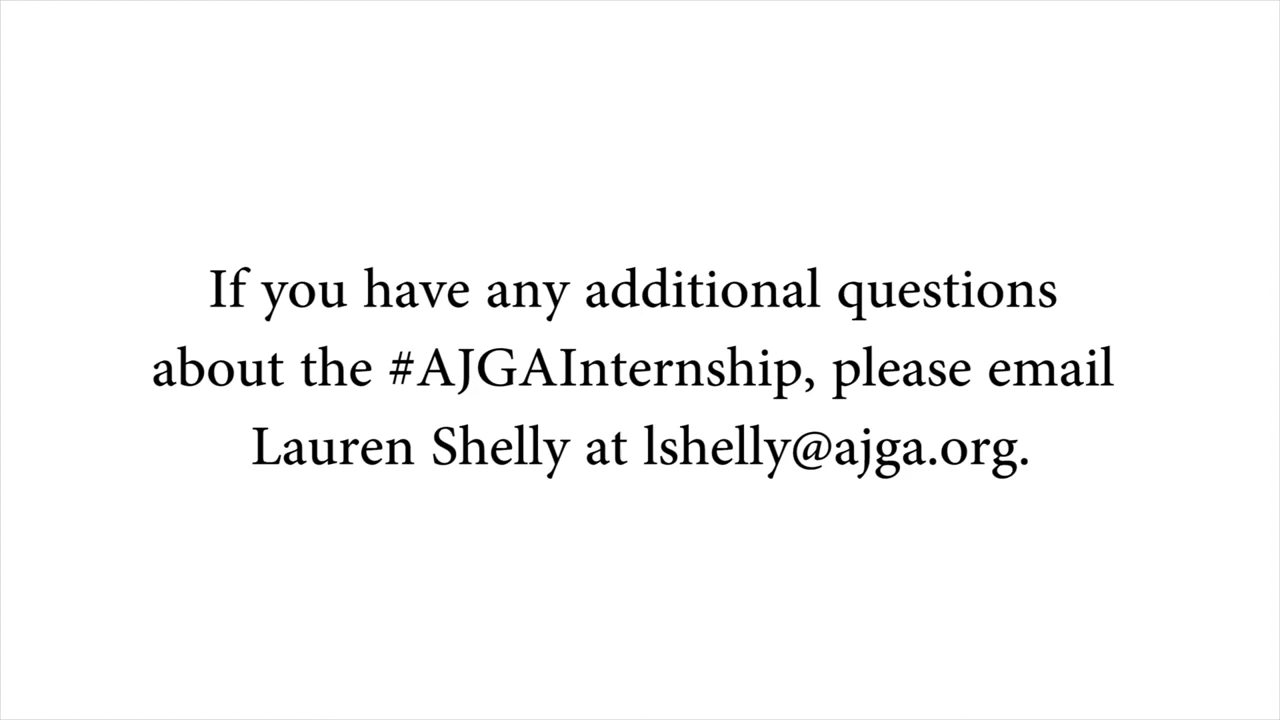 If you have any additional questions
about the #AJGAInternship, please email
Lauren Shelly at lshelly@ajga.org.